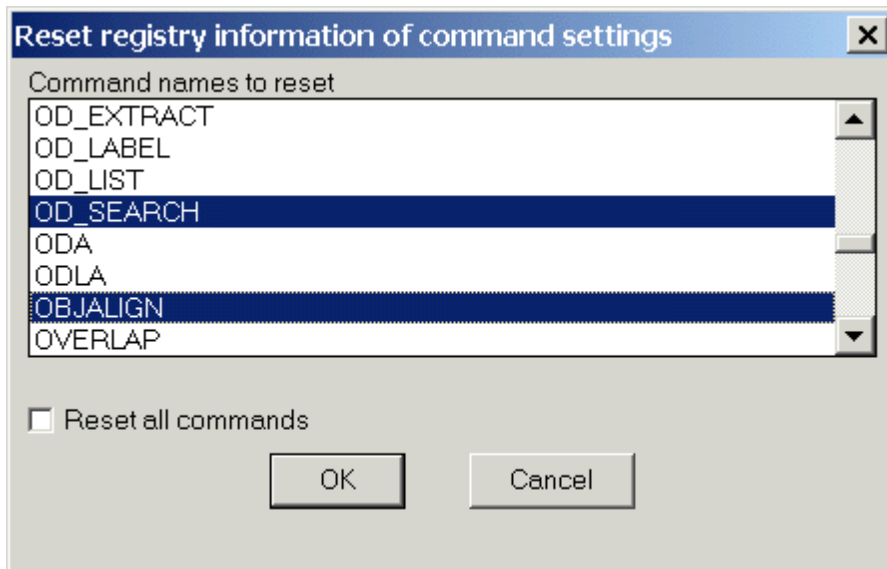 Reset registry information of command settings
Command names to reset
OD_EXTRACT
OD_LABEL
OD_LIST
OD_SEARCH
ODA
ODLA
OBJALIGN
OVERLAP
Reset all commands
OK
Cancel